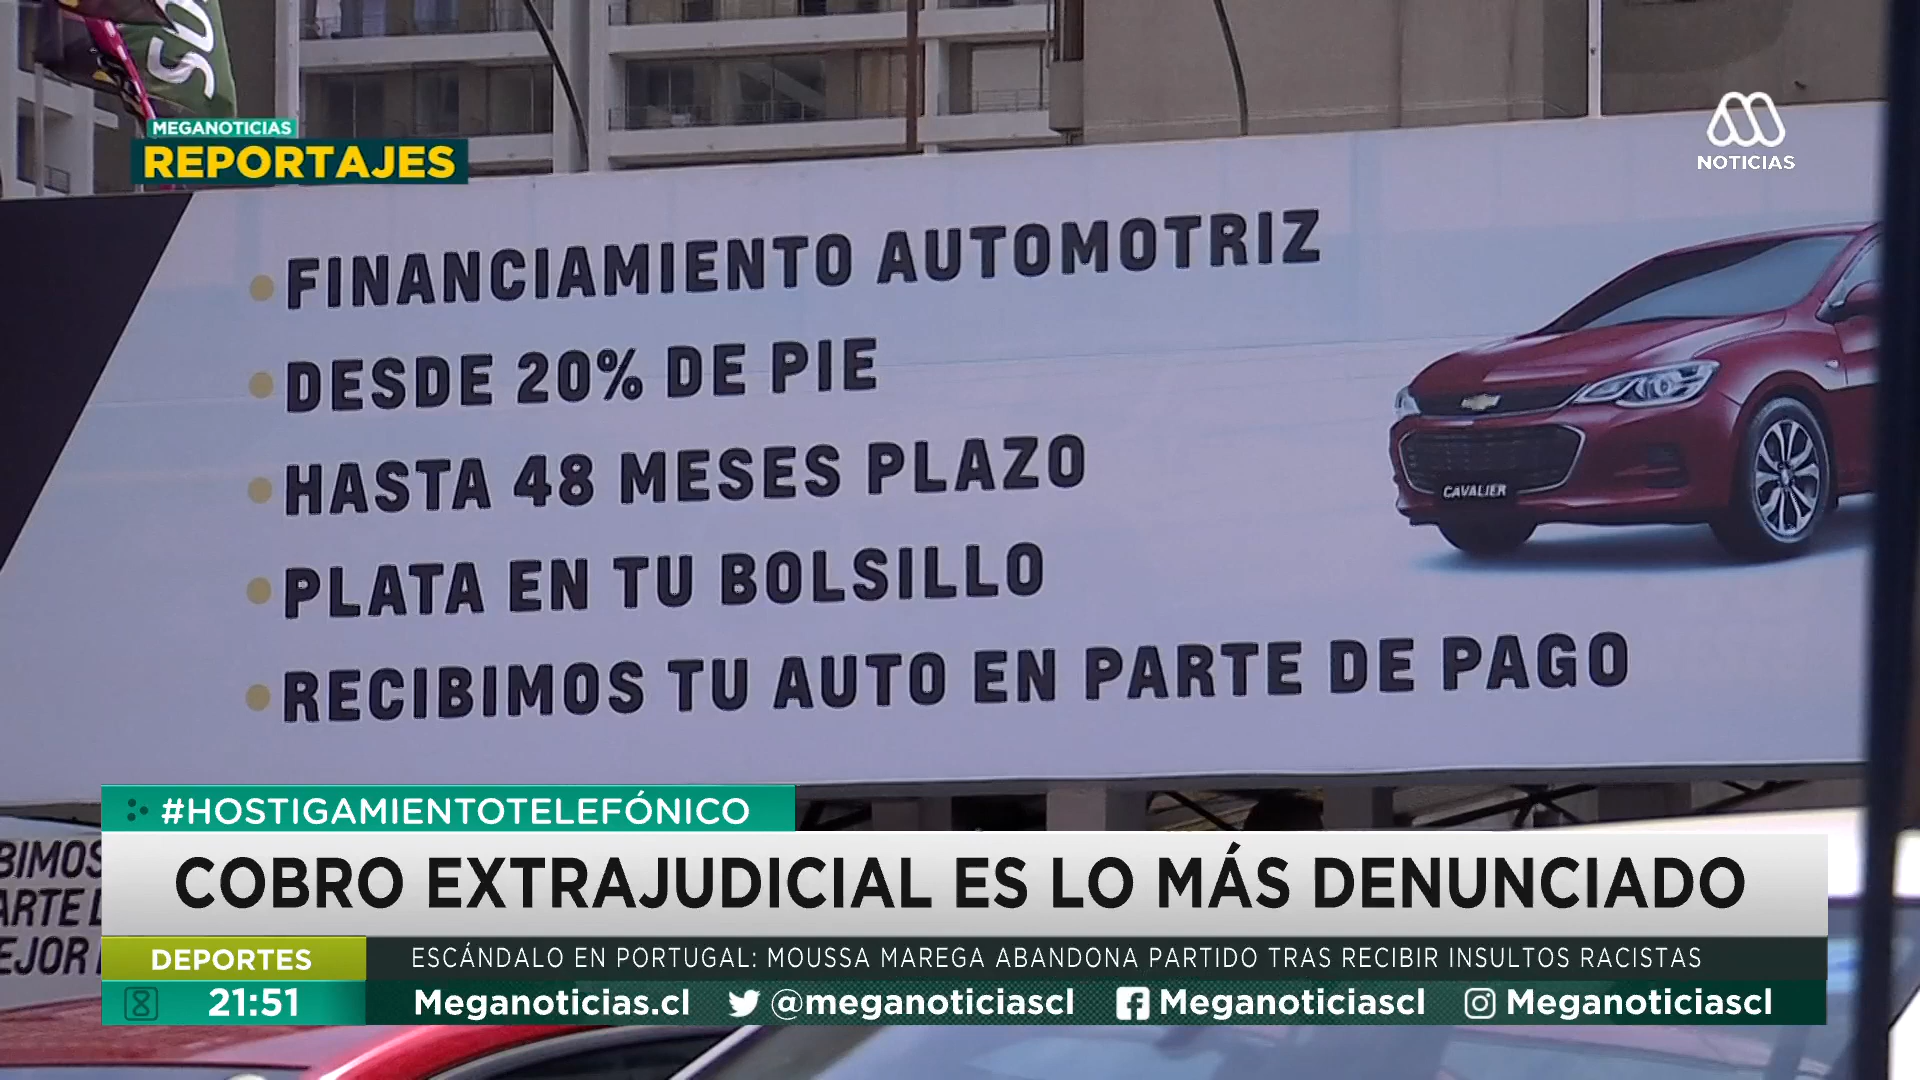 SOS
MEGANOTICIAS
REPORTAJES
NOTICIAS
FINANCIAMIENTO AUTOMOTRIZ
DESDE 20% DE PIE
HASTA 48 MESES PLAZO
PLATA EN TU BOLSILLO
RECIBIMOS TU AUTO EN PARTE DE PAGO
CAVALIER
#HOSTIGAMIENTOTELEFÓNICO
COBRO EXTRAJUDICIAL ES LO MÁS DENUNCIADO
DEPORTES
ESCÁNDALO EN PORTUGAL: MOUSSA MAREGA ABANDONA PARTIDO TRAS RECIBIR INSULTOS RACISTAS
21:51
Meganoticias.cl @meganoticiascl Meganoticiascl Meganoticiascl